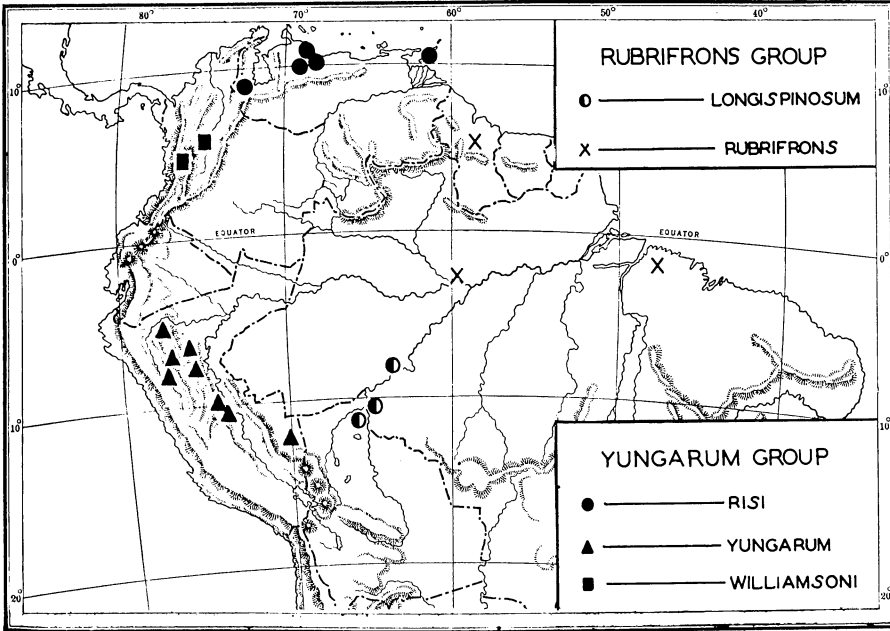 80° 70° 60° 50° 40°
RUBRIFRONS GROUP
LONGISPINOSUM
X RUBRIFRONS
10° 10°
EQUATOR EQUATOR
0° 0°
10° 10°
YUNGARUM GROUP
RISI
YUNGARUM
WILLIAMSONI
20° 20°